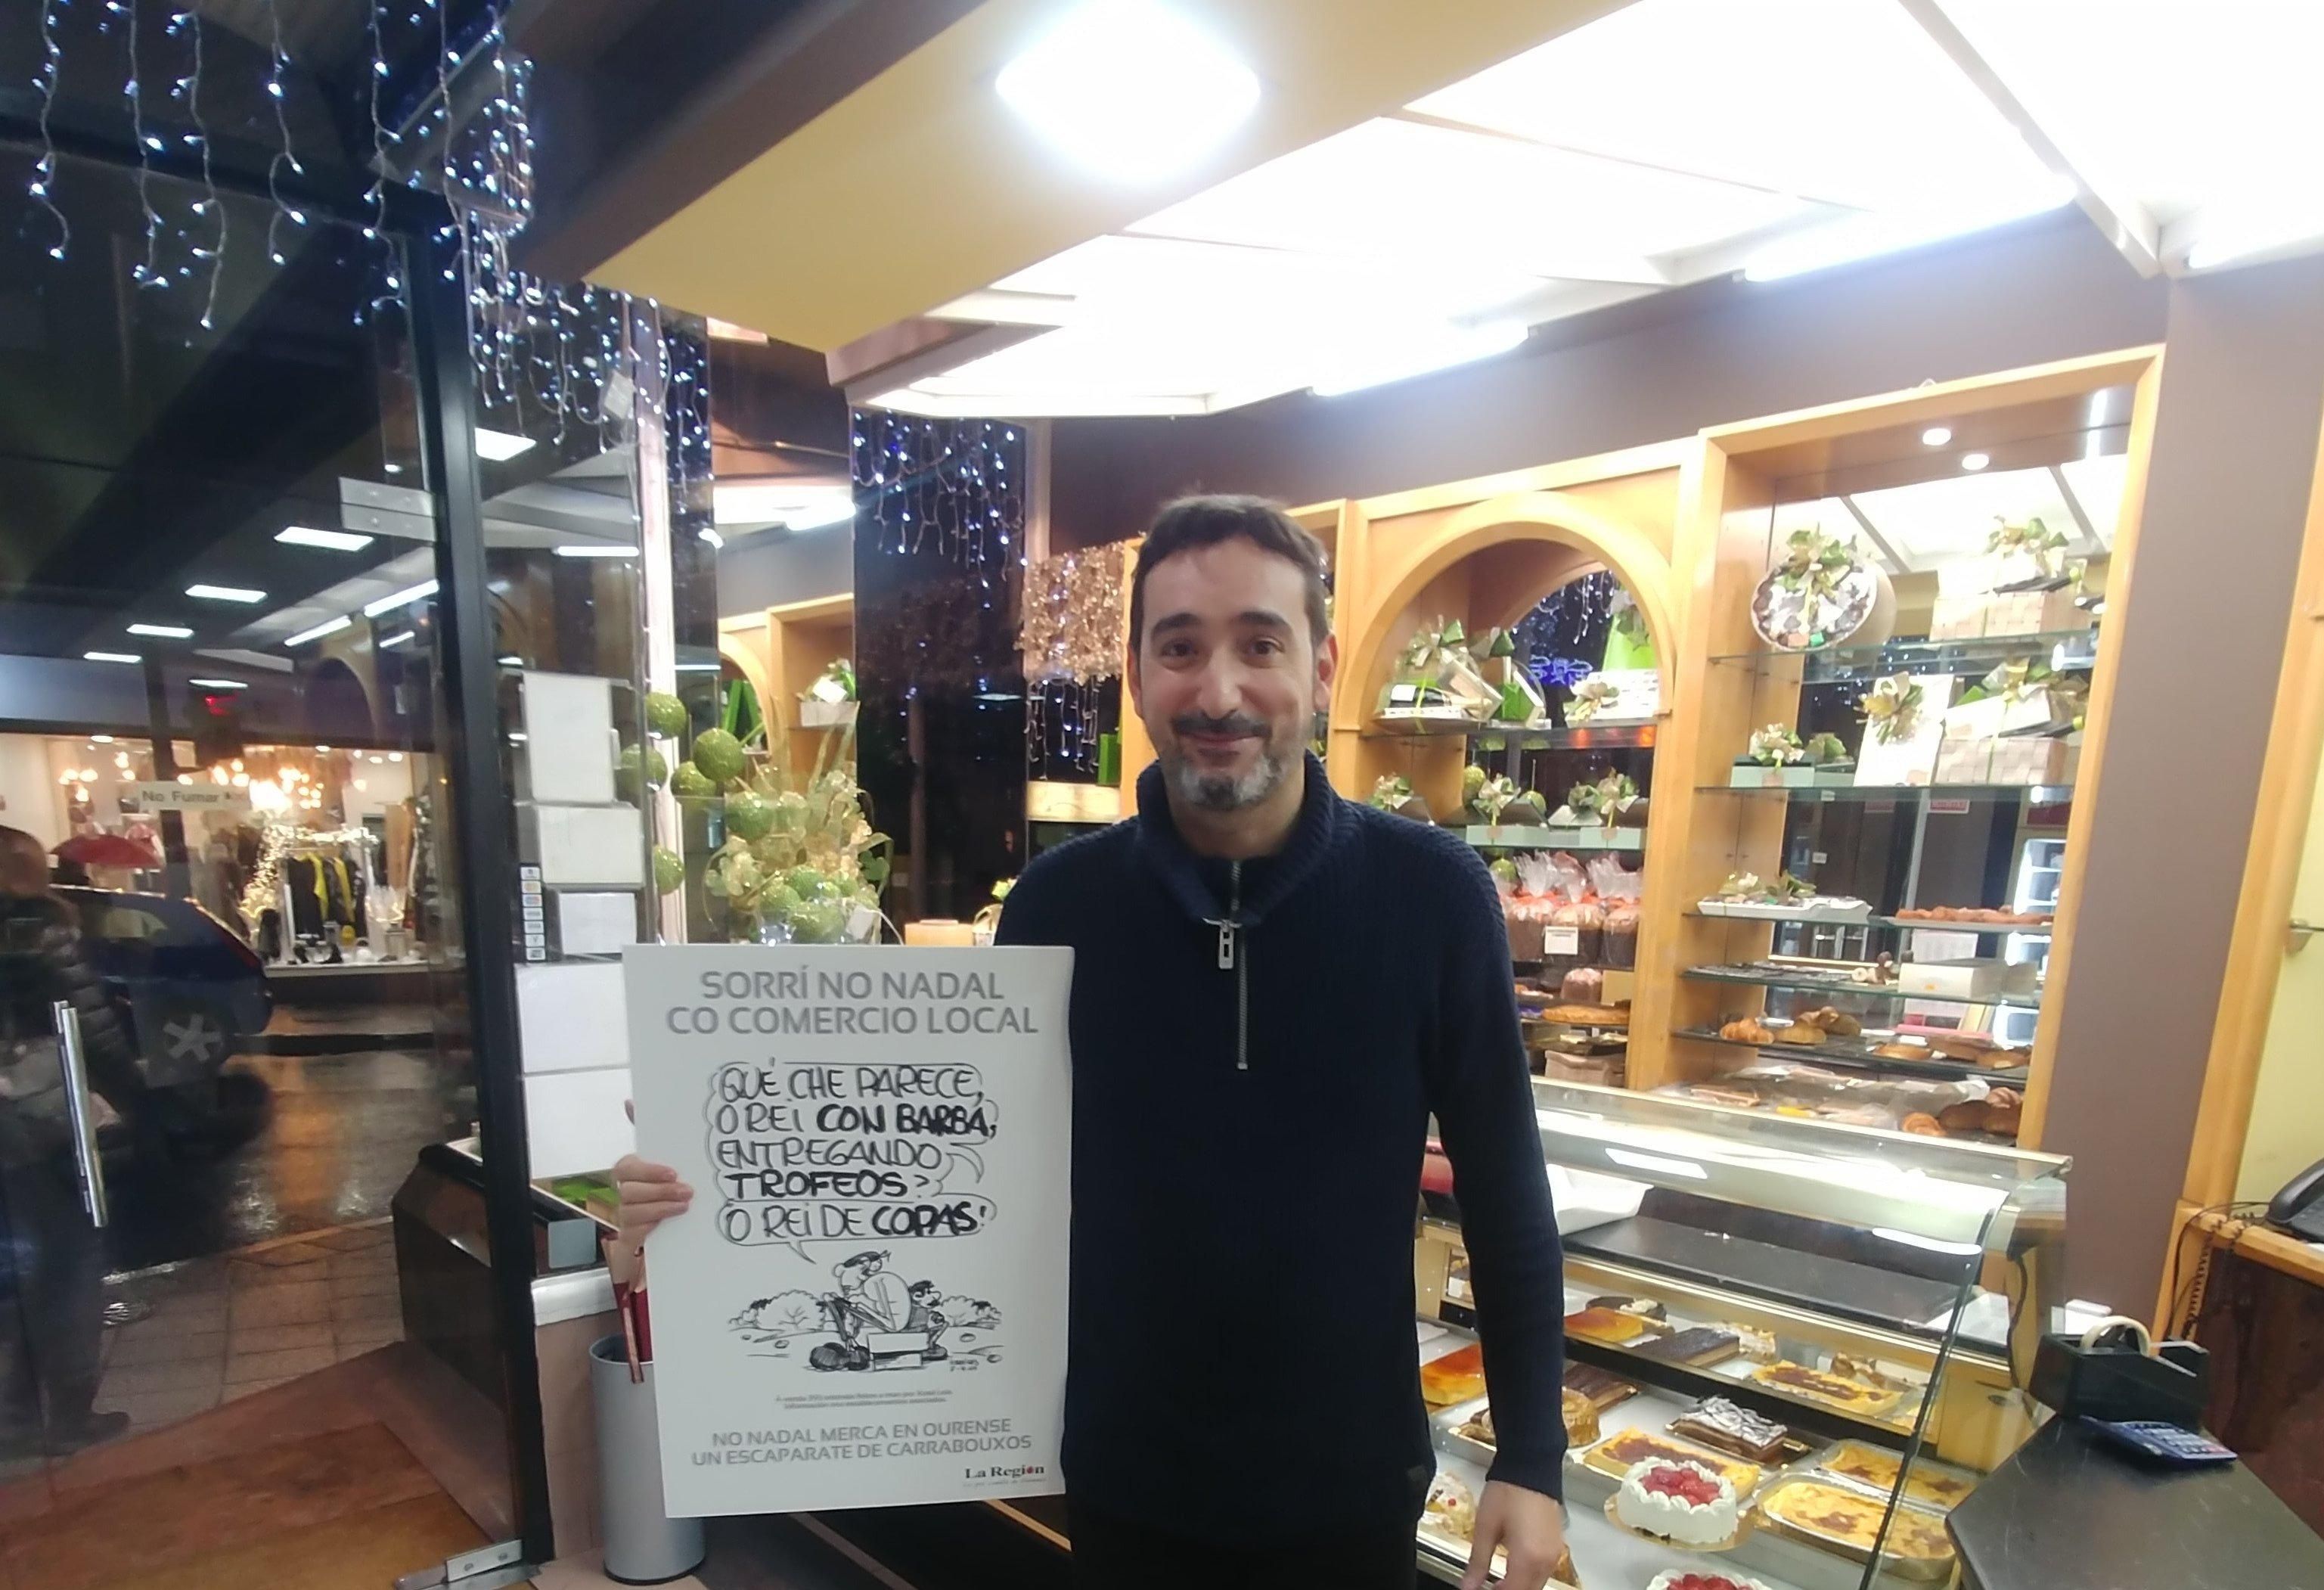 No Fumar
SORRÍ NO NADAL
CO COMERCIO LOCAL
QUÉ CHE PARECE,
O REI CON BARBA,
ENTREGANDO
TROFEOS?
O REI DE COPAS!
NO NADAL MERCA EN OURENSE
UN ESCAPARATE DE CARRABOUXOS
La Región